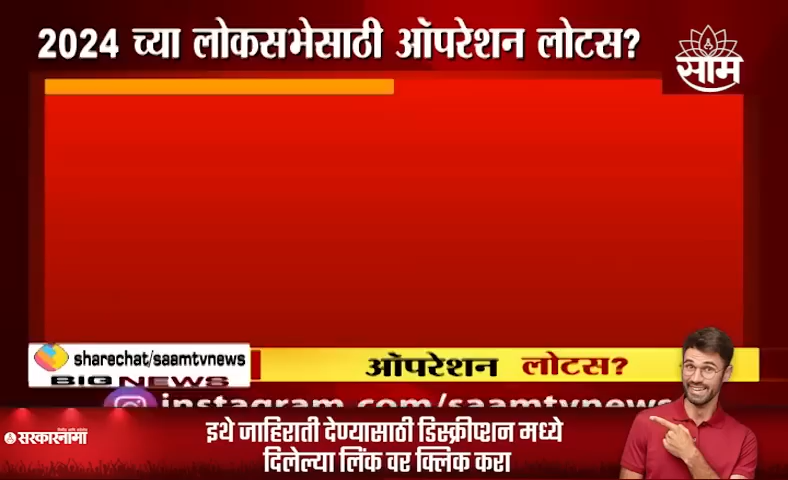 2024 च्या लोकसभेसाठी ऑपरेशन लोटस?
साम
sharechat/saamtvnews
BIG NEWS
ऑपरेशन लोटस?
instagram.com/saamtvnews
सरकारनामा
इथे जाहिराती देण्यासाठी डिस्क्रीप्शन मध्ये
दिलेल्या लिंक वर क्लिक करा